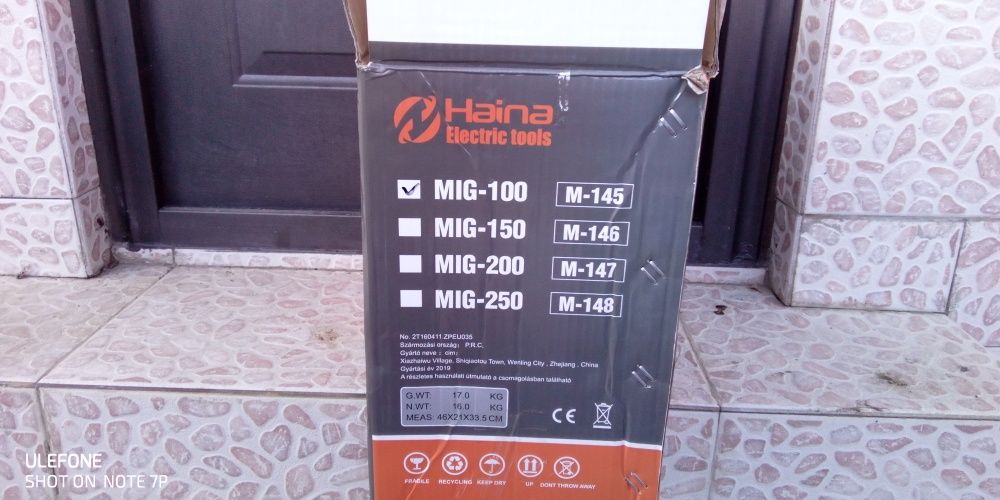 Haina
Electric tools
MIG-100 M-145
MIG-150 M-146
MIG-200 M-147
MIG-250 M-148
No. 2T160411.ZPEU035
Származási ország: P.R.C.
Gyártó neve : cím:
Xiazhaiwu Village, Shiqiaotou Town, Wenling City, Zhejiang, China
Gyártási év 2019
A részletes használati útmutató a csomagolásban található
G.WT: 17.0 KG
N.WT: 16.0 KG
MEAS: 46X21X33.5 CM
CE
FRAGILE RECYCLING KEEP DRY UP DONT THROW AWAY
ULEFONE
SHOT ON NOTE 7P